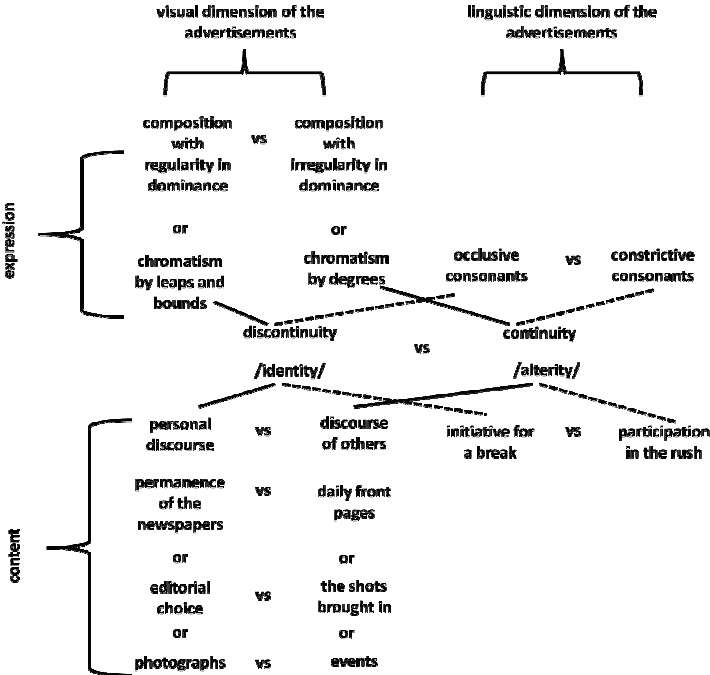 visual dimension of the
advertisements
linguistic dimension of the
advertisements
composition
with
regularity in
dominance
vs
composition
with
irregularity in
dominance
or
or
expression
chromatism
by leaps and
bounds
chromatism
by degrees
occlusive
consonants
vs
constrictive
consonants
discontinuity
vs
continuity
/identity/
/alterity/
personal
discourse
vs
discourse
of others
initiative for
a break
vs
participation
in the rush
permanence
of the
newspapers
vs
daily front
pages
content
or
or
editorial
choice
vs
the shots
brought in
or
or
photographs
vs
events